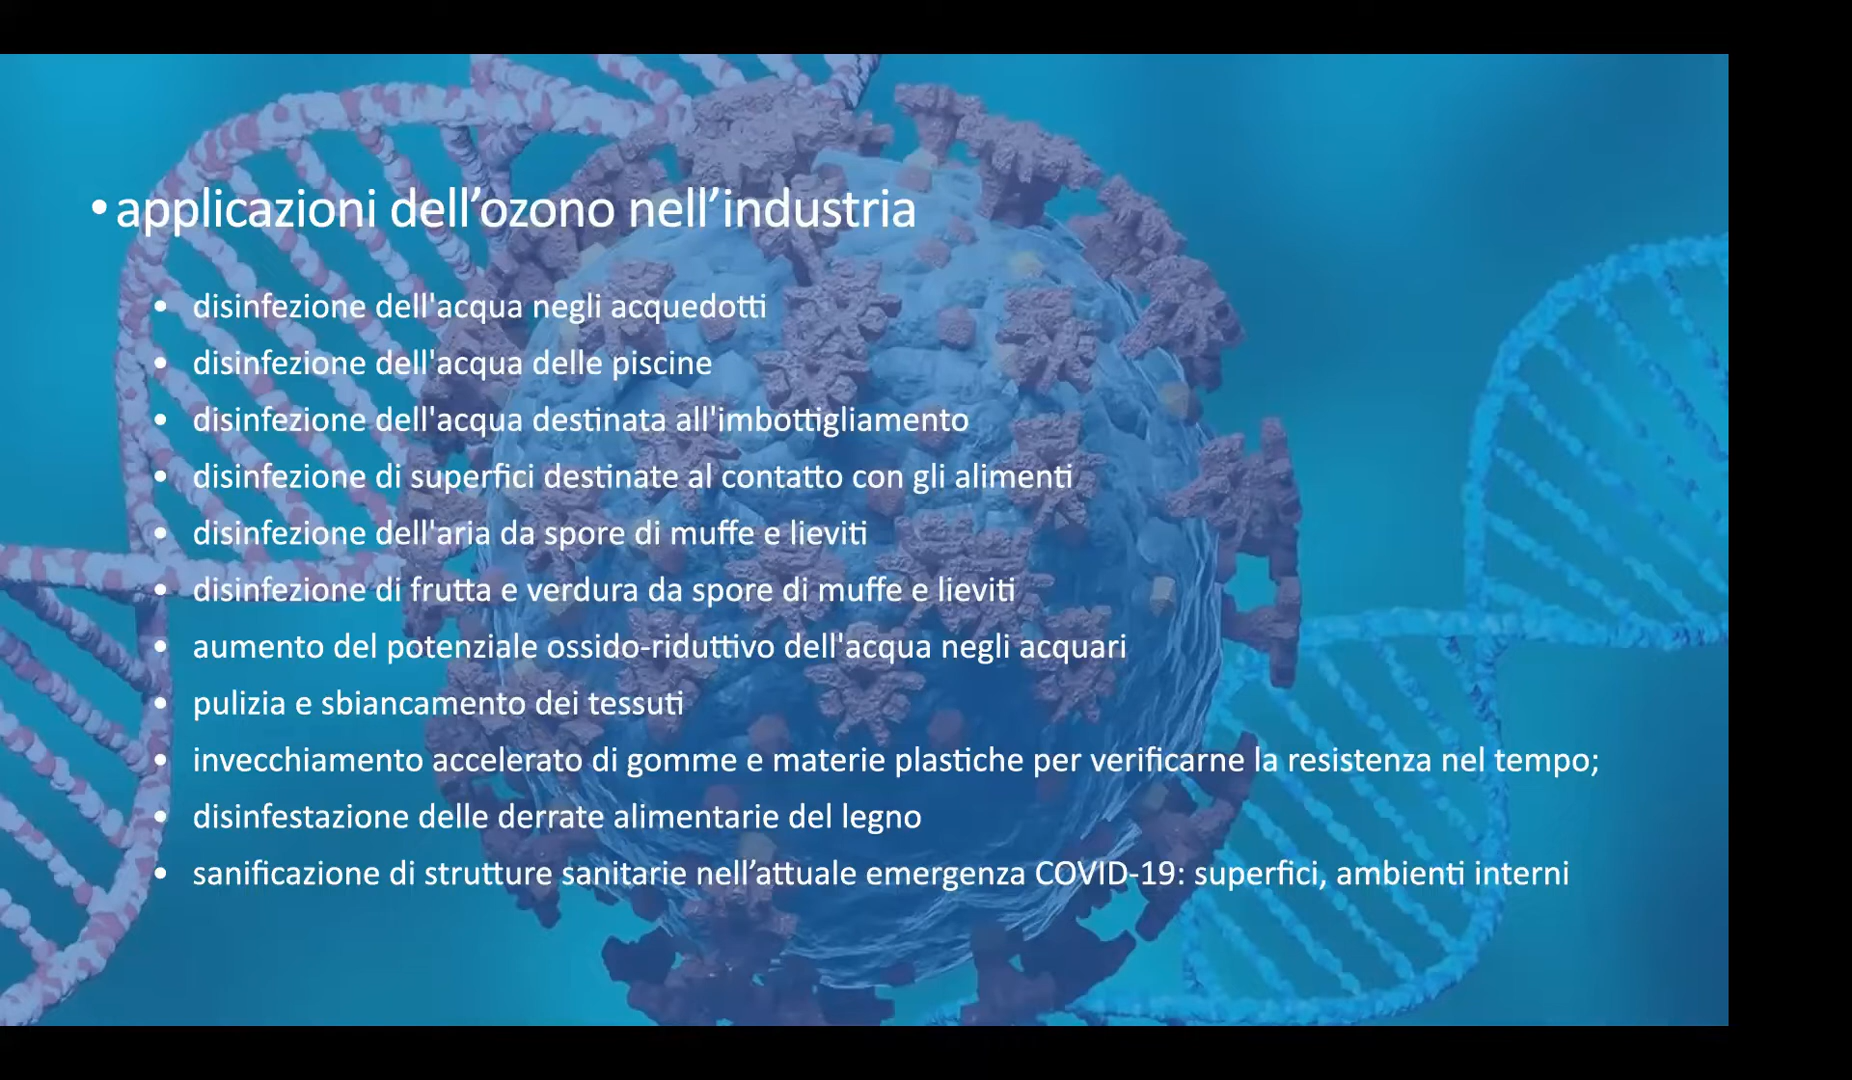 • applicazioni dell’ozono nell’industria
• disinfezione dell'acqua negli acquedotti
• disinfezione dell'acqua delle piscine
• disinfezione dell'acqua destinata all'imbottigliamento
• disinfezione di superfici destinate al contatto con gli alimenti
• disinfezione dell'aria da spore di muffe e lieviti
• disinfezione di frutta e verdura da spore di muffe e lieviti
• aumento del potenziale ossido-riduttivo dell'acqua negli acquari
• pulizia e sbiancamento dei tessuti
• invecchiamento accelerato di gomme e materie plastiche per verificarne la resistenza nel tempo;
• disinfestazione delle derrate alimentarie del legno
• sanificazione di strutture sanitarie nell’attuale emergenza COVID-19: superfici, ambienti interni